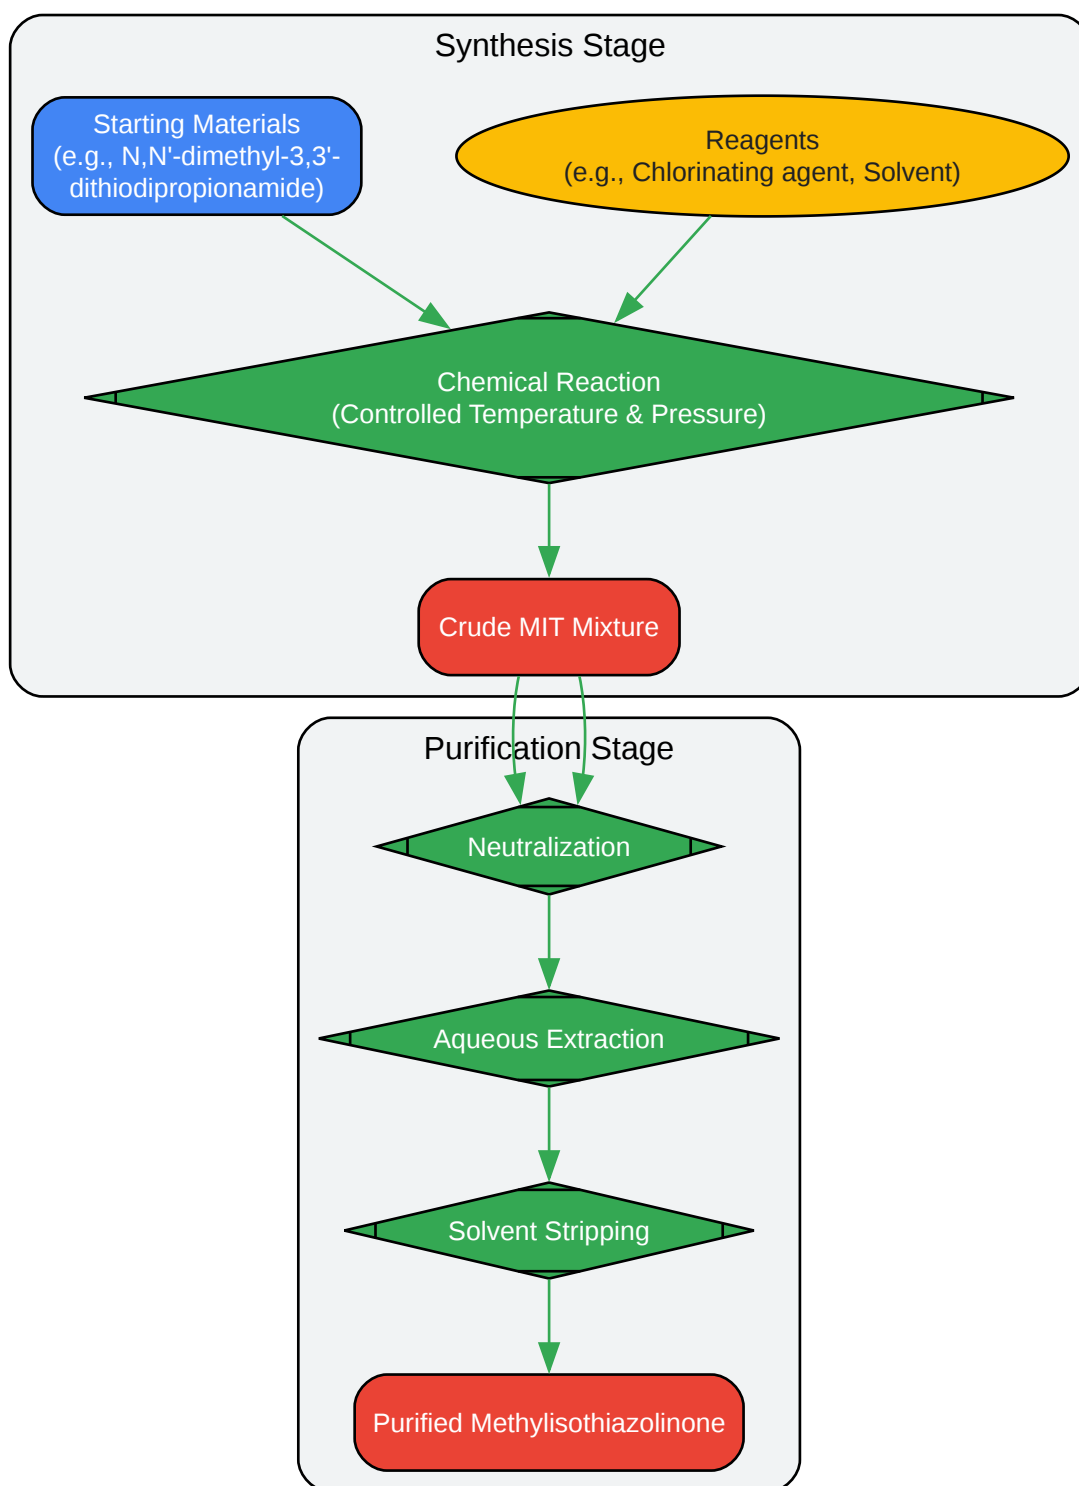 Synthesis Stage
Starting Materials
(e.g., N,N'-dimethyl-3,3'-
dithiodipropionamide)
Reagents
(e.g., Chlorinating agent, Solvent)
Chemical Reaction
(Controlled Temperature & Pressure)
Crude MIT Mixture
Purification Stage
Neutralization
Aqueous Extraction
Solvent Stripping
Purified Methylisothiazolinone